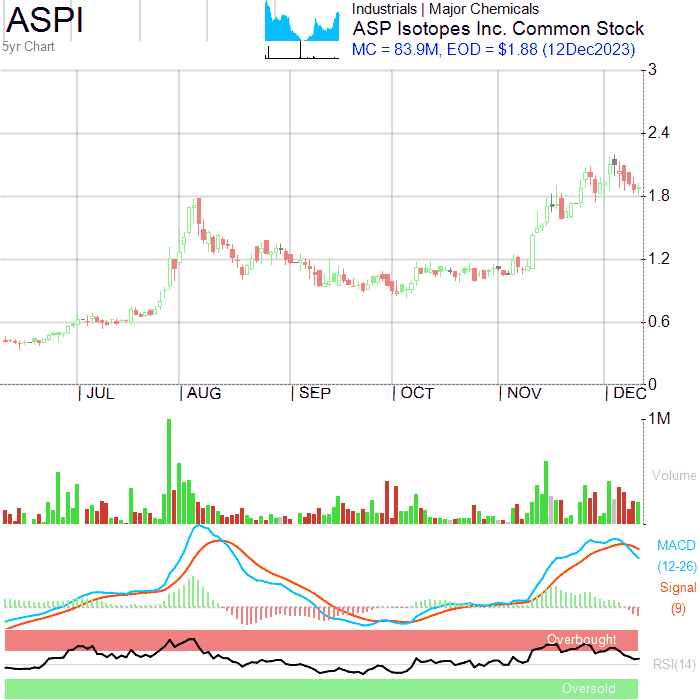 ASPI
5yr Chart
Industrials | Major Chemicals
ASP Isotopes Inc. Common Stock
MC = 83.9M, EOD = $1.88 (12Dec2023)
3
2.4
1.8
1.2
0.6
0
| JUL | AUG | SEP | OCT | NOV | DEC
1M
Volume
MACD
(12-26)
Signal
(9)
Overbought
RSI(14)
Oversold